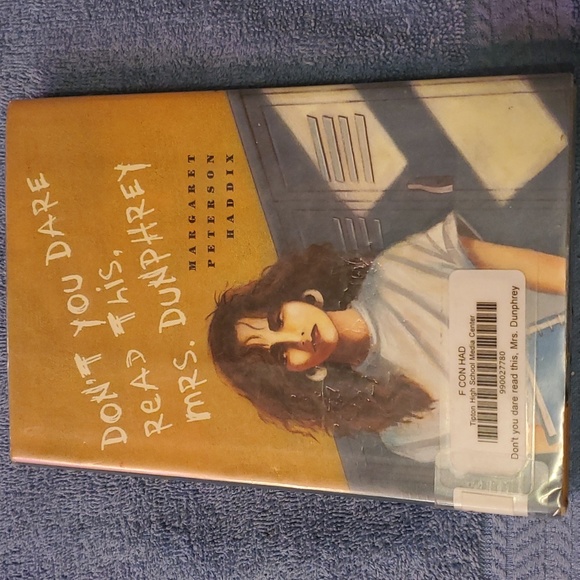 DON'T YOU DARE
ReAD THiS,
MRS. DUNPHREY
MARGARET
PETERSON
HADDIX
F CON HAD
Tipton High School Media Center
990027780
Don't you dare read this, Mrs. Dunphrey